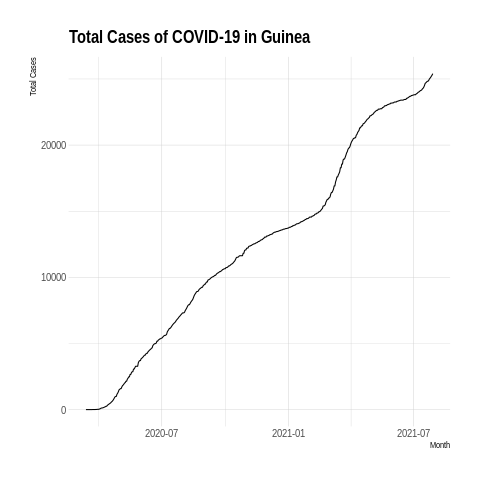 Total Cases of COVID-19 in Guinea
Total Cases
20000
10000
0
2020-07
2021-01
2021-07
Month